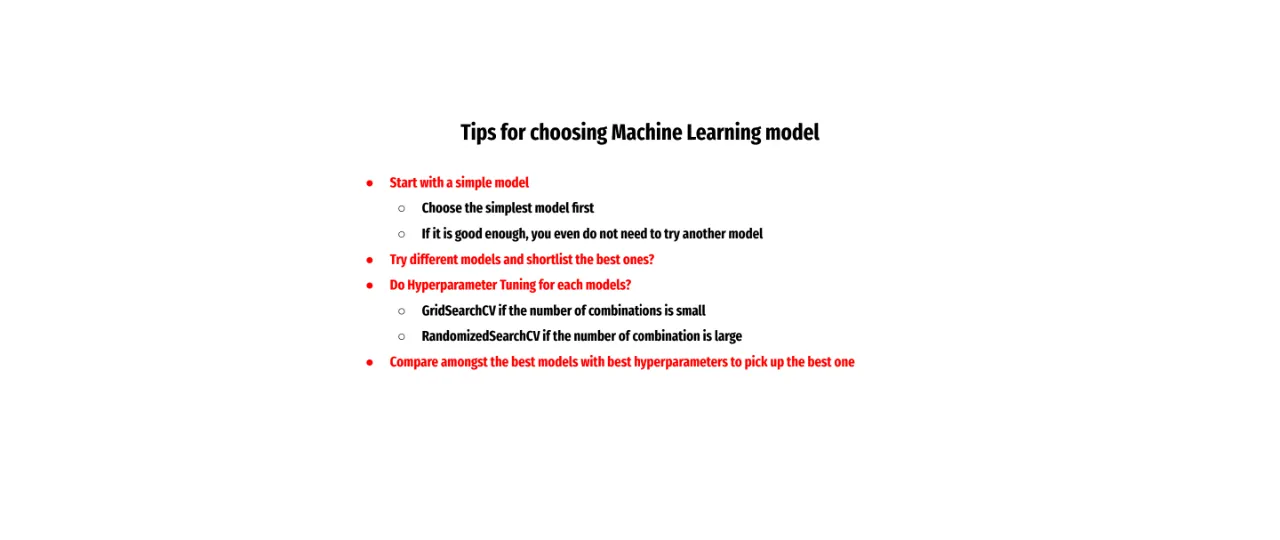 Tips for choosing Machine Learning model
● Start with a simple model
○ Choose the simplest model first
○ If it is good enough, you even do not need to try another model
● Try different models and shortlist the best ones?
● Do Hyperparameter Tuning for each models?
○ GridSearchCV if the number of combinations is small
○ RandomizedSearchCV if the number of combination is large
● Compare amongst the best models with best hyperparameters to pick up the best one